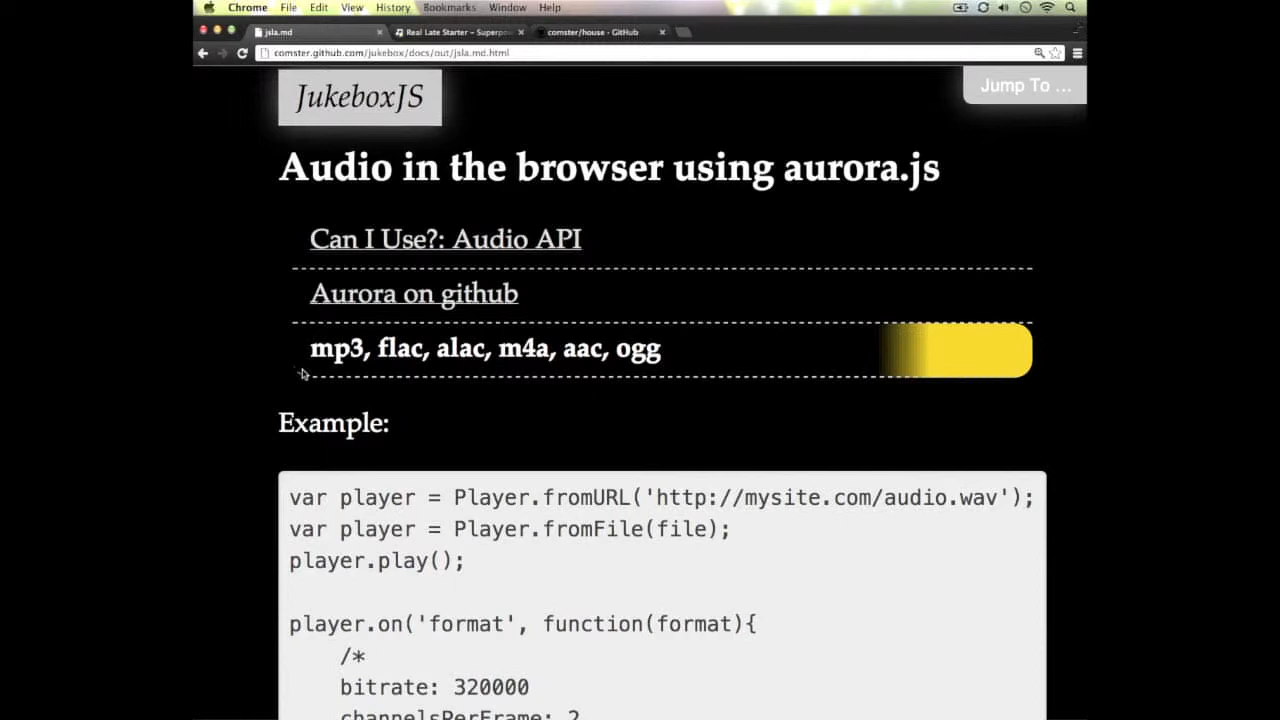 Chrome File Edit View History Bookmarks Window Help
jsla.md
Real Late Starter – Superpow
comster/house · GitHub
comster.github.com/jukebox/docs/out/jsla.md.html
JukeboxJS
Jump To ...
Audio in the browser using aurora.js
Can I Use?: Audio API
Aurora on github
mp3, flac, alac, m4a, aac, ogg
Example:
var player = Player.fromURL('http://mysite.com/audio.wav');
var player = Player.fromFile(file);
player.play();
player.on('format', function(format){
/*
bitrate: 320000
channelsPerFrame: 2